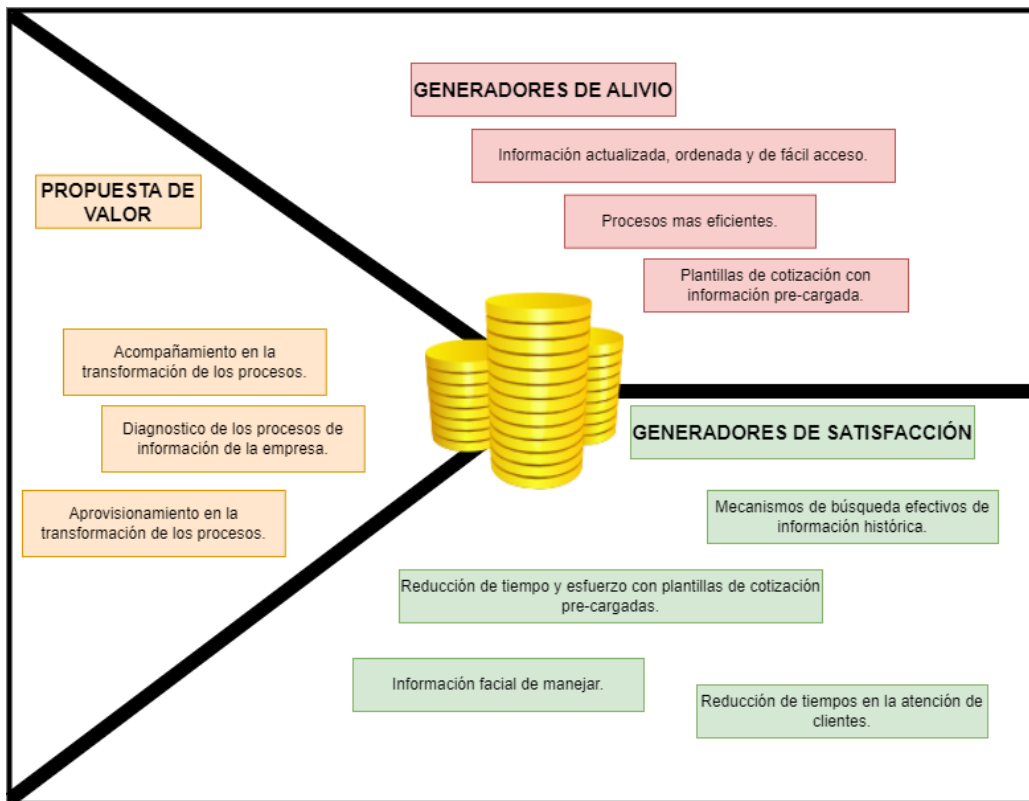 PROPUESTA DE
VALOR
Acompañamiento en la
transformación de los procesos.
Diagnostico de los procesos de
información de la empresa.
Aprovisionamiento en la
transformación de los procesos.
GENERADORES DE ALIVIO
Información actualizada, ordenada y de fácil acceso.
Procesos mas eficientes.
Plantillas de cotización con
información pre-cargada.
GENERADORES DE SATISFACCIÓN
Mecanismos de búsqueda efectivos de
información histórica.
Reducción de tiempo y esfuerzo con plantillas de cotización
pre-cargadas.
Información facial de manejar.
Reducción de tiempos en la atención de
clientes.